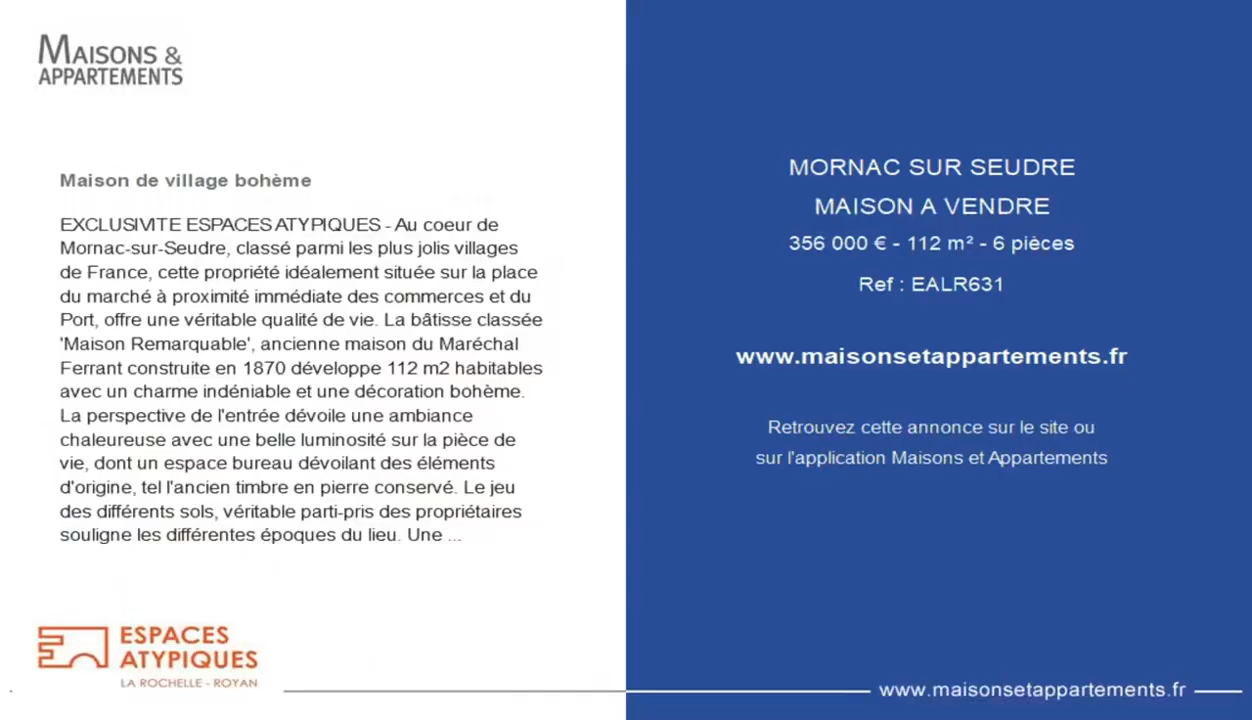 MAISONS &
APPARTEMENTS
Maison de village bohème
EXCLUSIVITE ESPACES ATYPIQUES - Au coeur de
Mornac-sur-Seudre, classé parmi les plus jolis villages
de France, cette propriété idéalement située sur la place
du marché à proximité immédiate des commerces et du
Port, offre une véritable qualité de vie. La bâtisse classée
'Maison Remarquable', ancienne maison du Maréchal
Ferrant construite en 1870 développe 112 m2 habitables
avec un charme indéniable et une décoration bohème.
La perspective de l'entrée dévoile une ambiance
chaleureuse avec une belle luminosité sur la pièce de
vie, dont un espace bureau dévoilant des éléments
d'origine, tel l'ancien timbre en pierre conservé. Le jeu
des différents sols, véritable parti-pris des propriétaires
souligne les différentes époques du lieu. Une ...
ESPACES
ATYPIQUES
LA ROCHELLE - ROYAN
MORNAC SUR SEUDRE
MAISON A VENDRE
356 000 € - 112 m² - 6 pièces
Ref : EALR631
www.maisonsetappartements.fr
Retrouvez cette annonce sur le site ou
sur l'application Maisons et Appartements
www.maisonsetappartements.fr